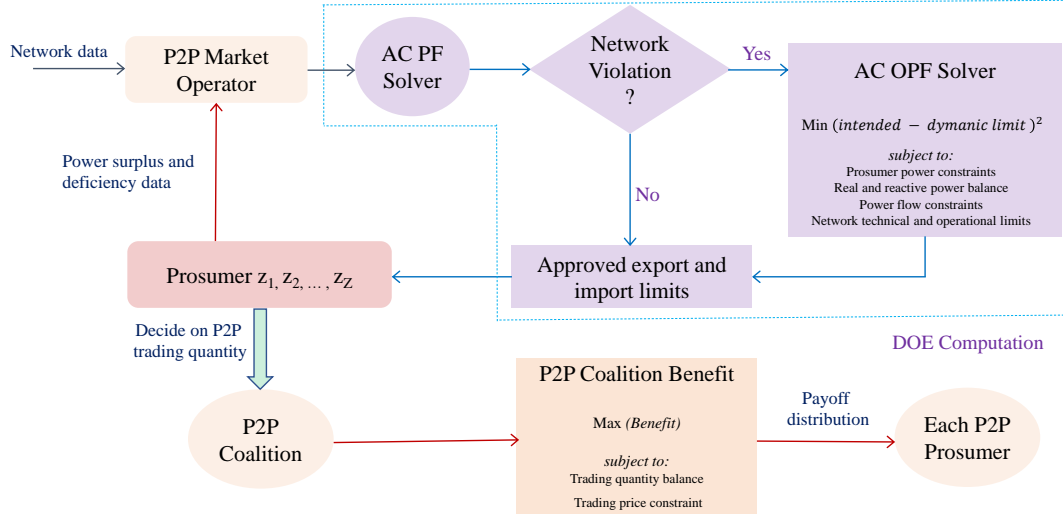 Network data
P2P Market
Operator
AC PF
Solver
Network
Violation
?
Yes
AC OPF Solver
Min (intended − dymanic limit )²
subject to:
Prosumer power constraints
Real and reactive power balance
Power flow constraints
Network technical and operational limits
Power surplus and
deficiency data
No
Prosumer z₁, z₂, ... , z_Z
Approved export and
import limits
Decide on P2P
trading quantity
DOE Computation
P2P
Coalition
P2P Coalition Benefit
Max (Benefit)
subject to:
Trading quantity balance
Trading price constraint
Payoff
distribution
Each P2P
Prosumer